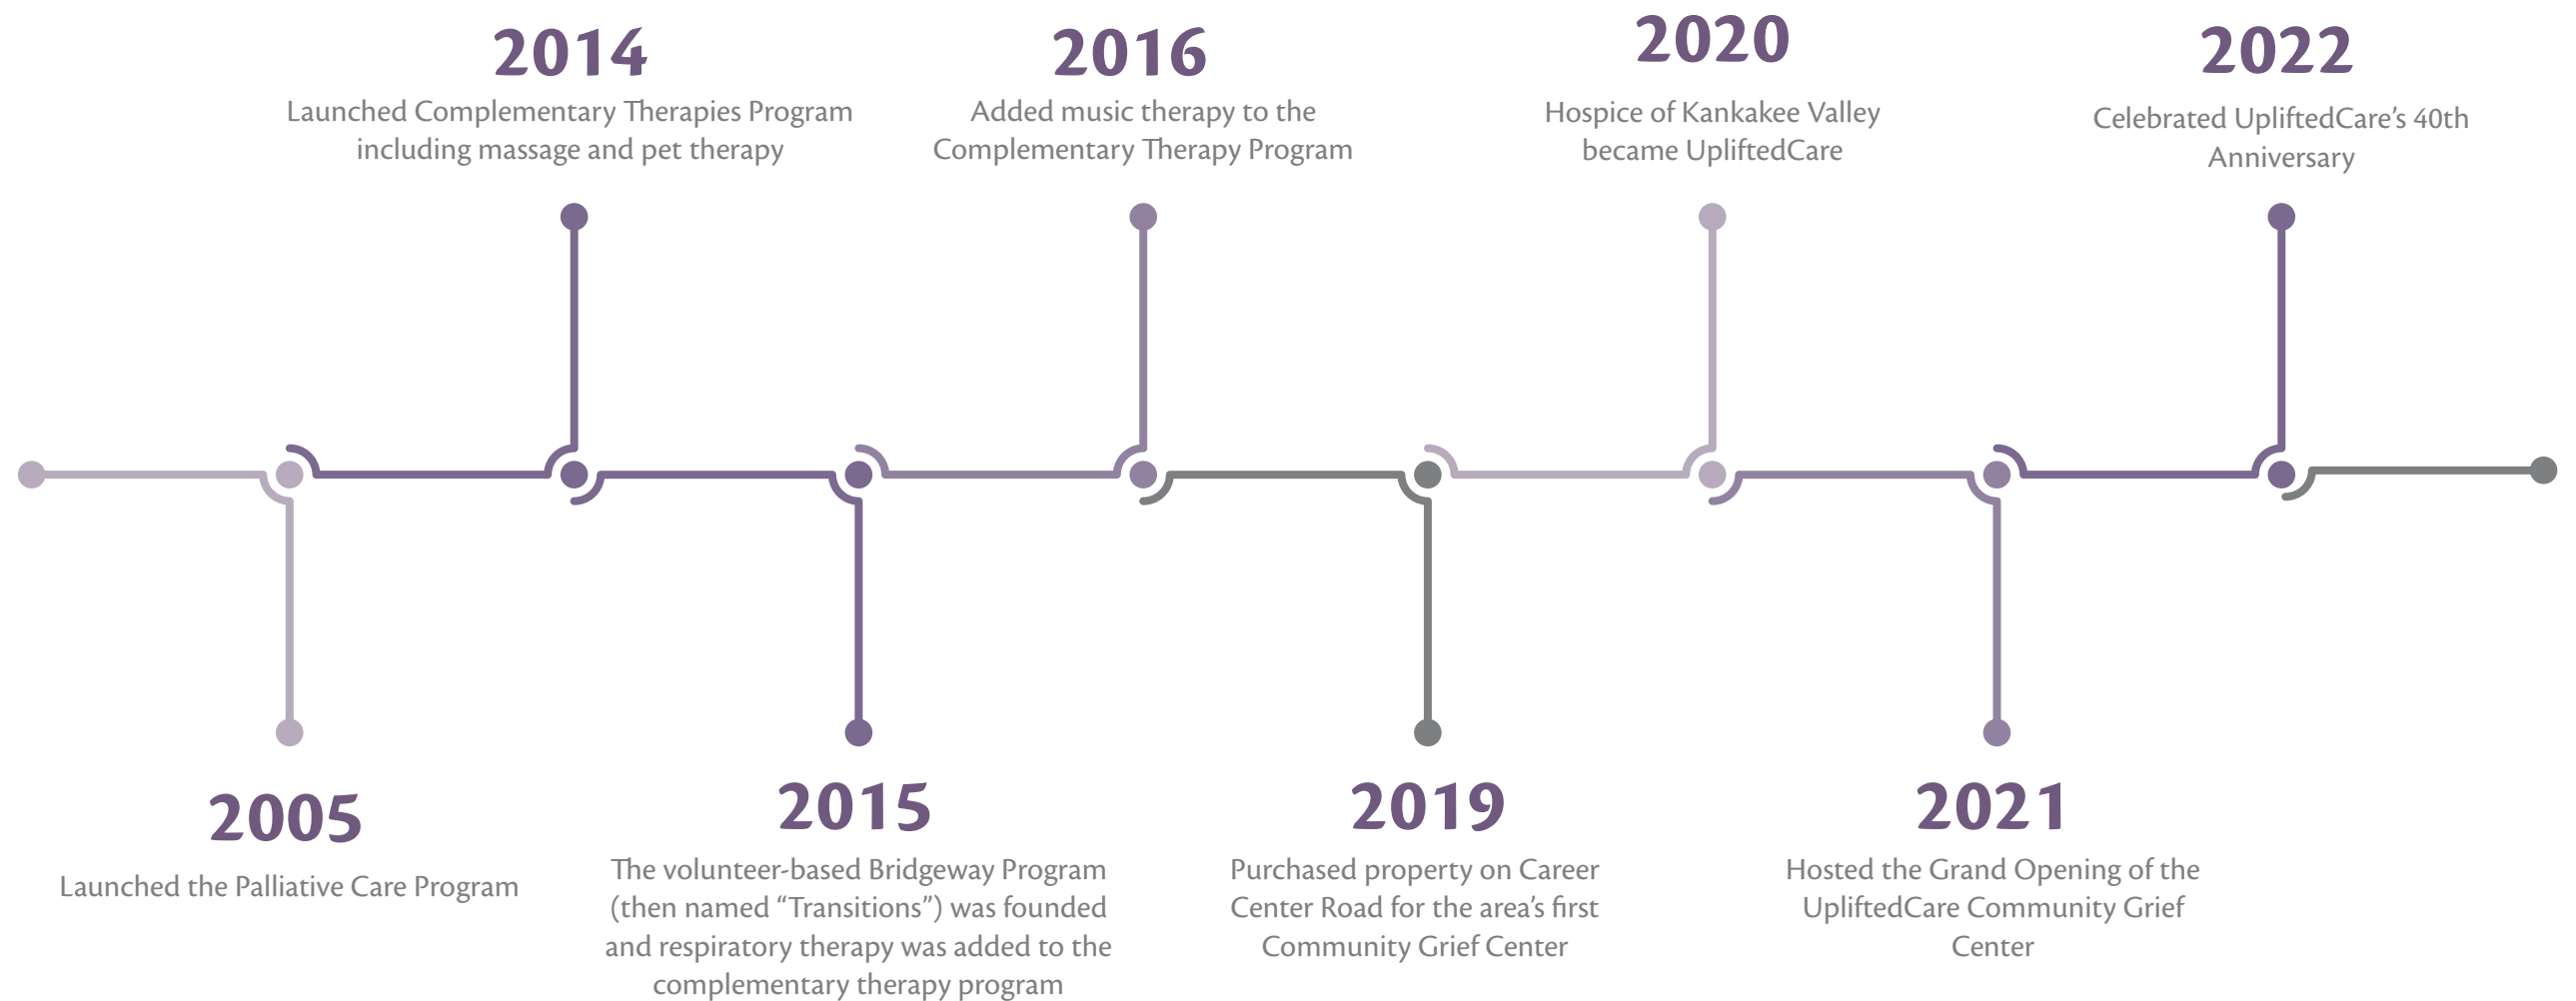 2014
Launched Complementary Therapies Program
including massage and pet therapy
2016
Added music therapy to the
Complementary Therapy Program
2020
Hospice of Kankakee Valley
became UpliftedCare
2022
Celebrated UpliftedCare’s 40th
Anniversary
2005
Launched the Palliative Care Program
2015
The volunteer-based Bridgeway Program
(then named “Transitions”) was founded
and respiratory therapy was added to the
complementary therapy program
2019
Purchased property on Career
Center Road for the area’s first
Community Grief Center
2021
Hosted the Grand Opening of the
UpliftedCare Community Grief
Center